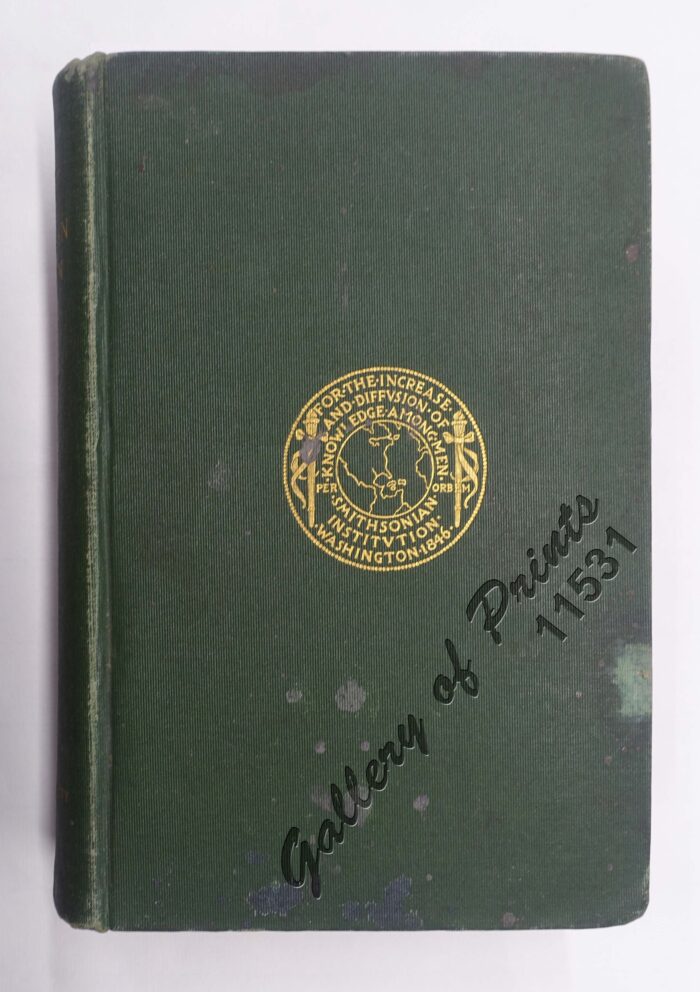 FOR·THE·INCREASE·
AND·DIFFVSION·OF
·KNOWLEDGE·AMONG·MEN·
PER ORBEM
·SMITHSONIAN·
INSTITVTION·
·WASHINGTON·1846·
Gallery of Prints
11531